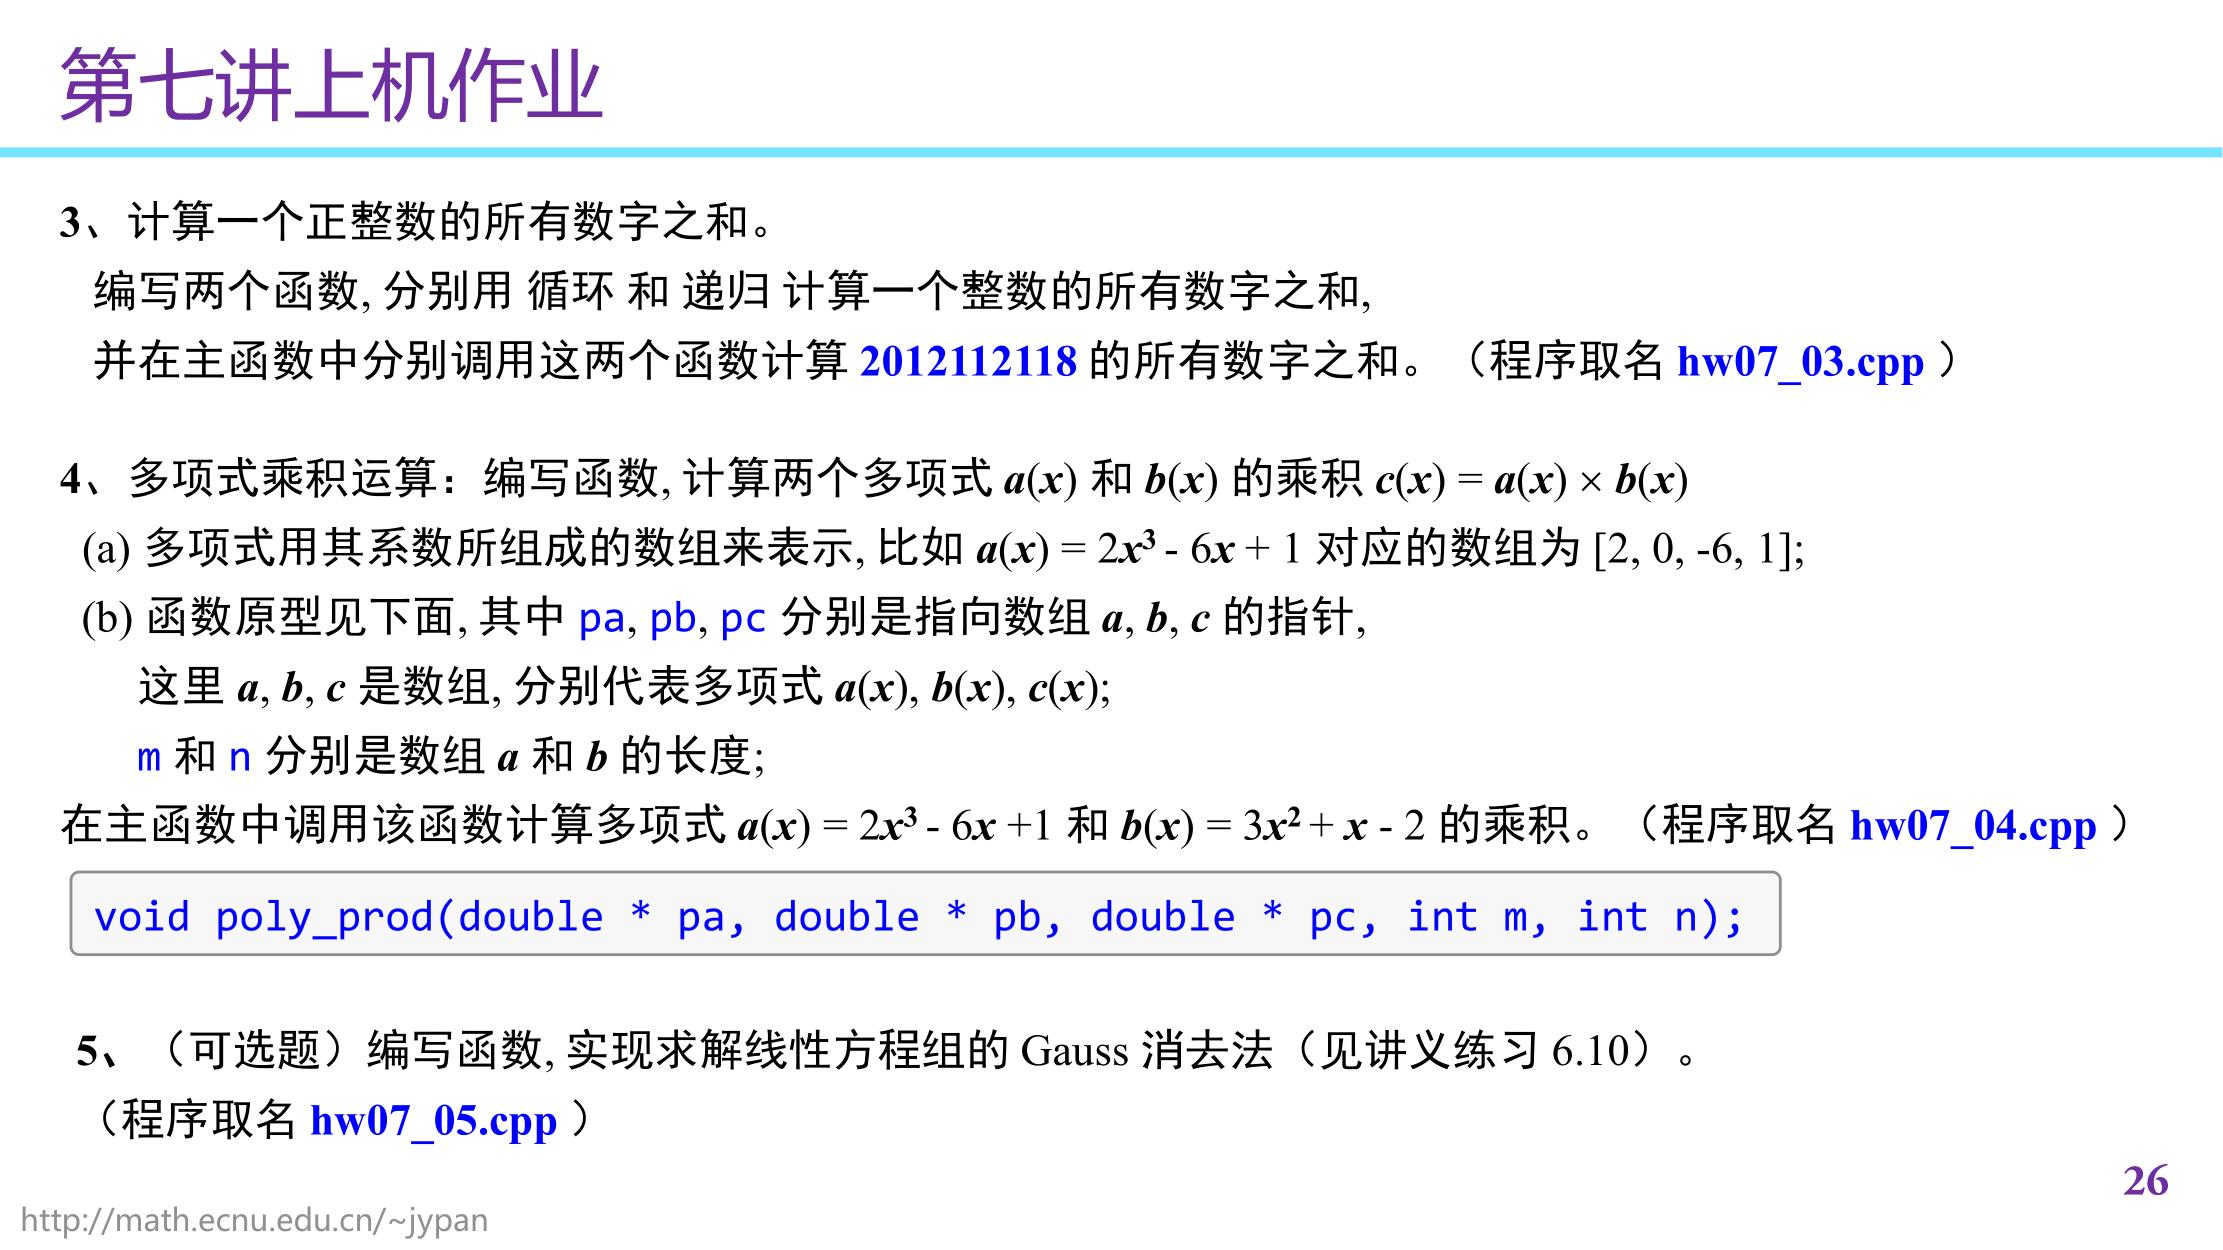 第七讲上机作业
3、计算一个正整数的所有数字之和。
编写两个函数, 分别用 循环 和 递归 计算一个整数的所有数字之和,
并在主函数中分别调用这两个函数计算 2012112118 的所有数字之和。（程序取名 hw07_03.cpp ）
4、多项式乘积运算：编写函数, 计算两个多项式 a(x) 和 b(x) 的乘积 c(x) = a(x) × b(x)
(a) 多项式用其系数所组成的数组来表示, 比如 a(x) = 2x³ - 6x + 1 对应的数组为 [2, 0, -6, 1];
(b) 函数原型见下面, 其中 pa, pb, pc 分别是指向数组 a, b, c 的指针,
这里 a, b, c 是数组, 分别代表多项式 a(x), b(x), c(x);
m 和 n 分别是数组 a 和 b 的长度;
在主函数中调用该函数计算多项式 a(x) = 2x³ - 6x +1 和 b(x) = 3x² + x - 2 的乘积。（程序取名 hw07_04.cpp ）
void poly_prod(double * pa, double * pb, double * pc, int m, int n);
5、（可选题）编写函数, 实现求解线性方程组的 Gauss 消去法（见讲义练习 6.10）。
（程序取名 hw07_05.cpp ）
26
http://math.ecnu.edu.cn/~jypan